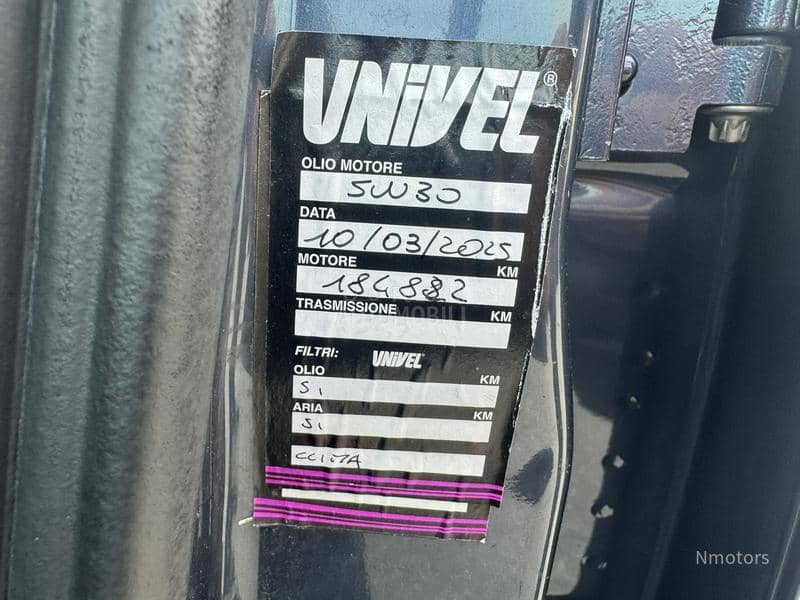 UNIVEL®
OLIO MOTORE
5W30
DATA
10/03/2025
MOTORE KM
184882
TRASMISSIONE KM
FILTRI: UNIVEL®
OLIO KM
SI
ARIA KM
SI
CLIMA
Nmotors